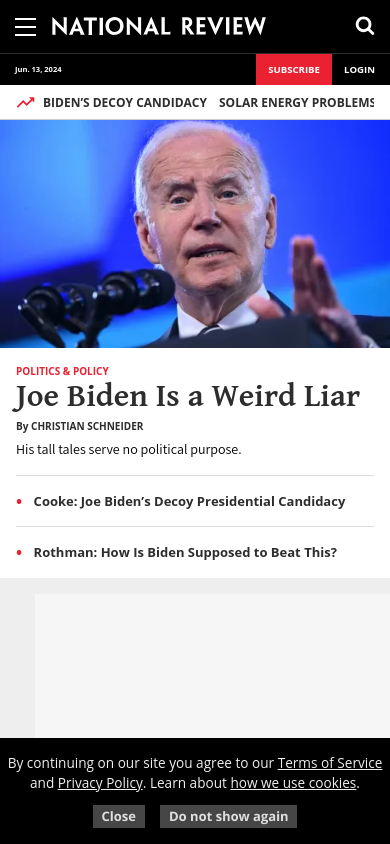 NATIONAL REVIEW
Jun. 13, 2024
SUBSCRIBE
LOGIN
BIDEN’S DECOY CANDIDACY SOLAR ENERGY PROBLEMS
POLITICS & POLICY
Joe Biden Is a Weird Liar
By CHRISTIAN SCHNEIDER
His tall tales serve no political purpose.
• Cooke: Joe Biden’s Decoy Presidential Candidacy
• Rothman: How Is Biden Supposed to Beat This?
By continuing on our site you agree to our Terms of Service
and Privacy Policy. Learn about how we use cookies.
Close
Do not show again